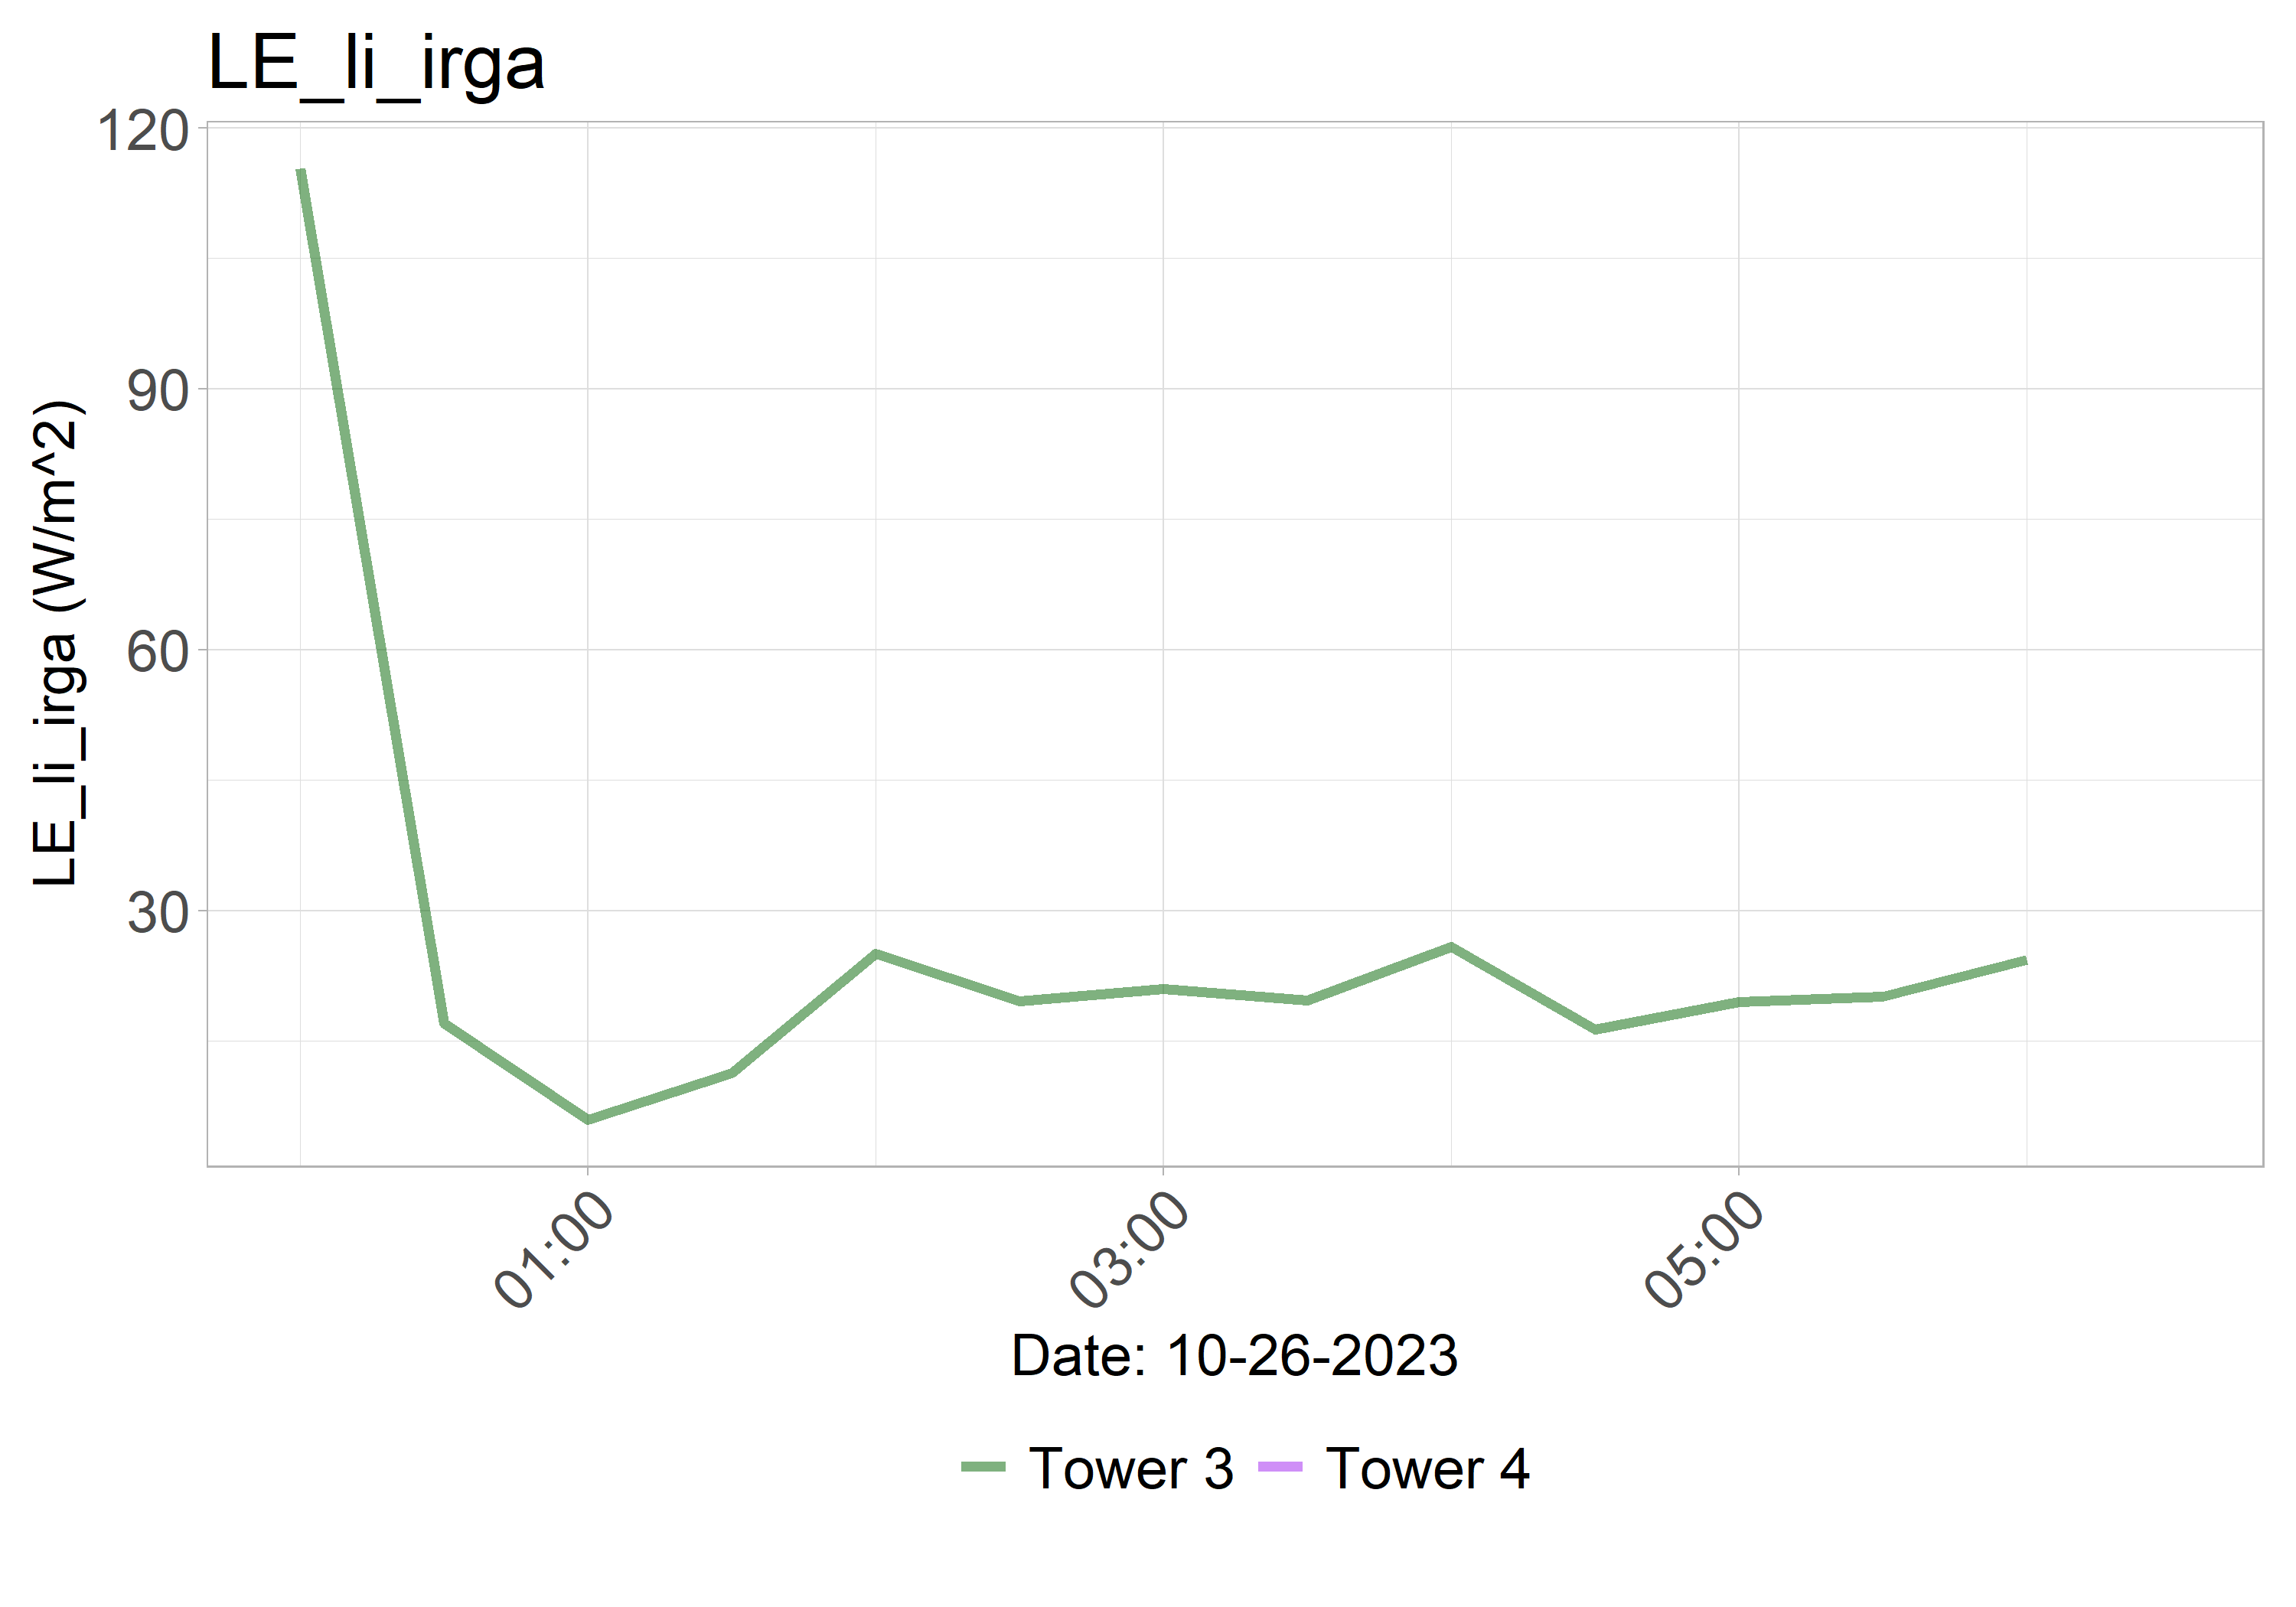 LE_li_irga
120
90
60
30
LE_li_irga (W/m^2)
01:00
03:00
05:00
Date: 10-26-2023
Tower 3
Tower 4